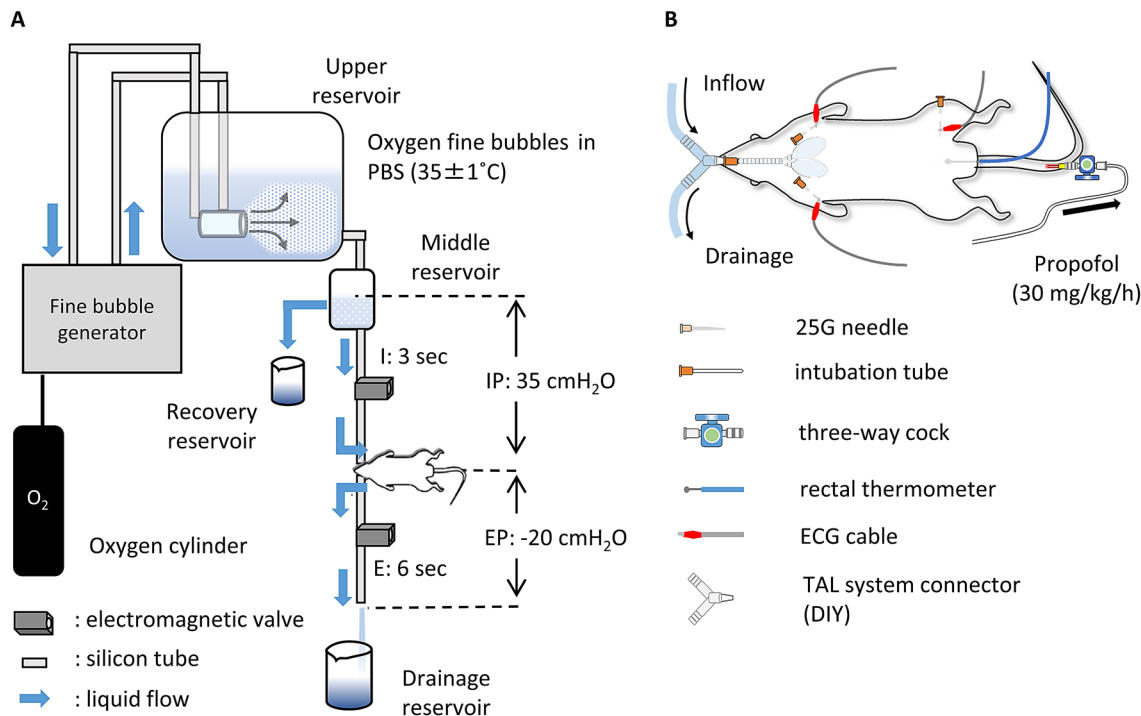 A
Upper
reservoir
Oxygen fine bubbles in
PBS (35±1˚C)
Middle
reservoir
Fine bubble
generator
I: 3 sec
IP: 35 cmH₂O
Recovery
reservoir
O₂
Oxygen cylinder
EP: -20 cmH₂O
E: 6 sec
: electromagnetic valve
: silicon tube
: liquid flow
Drainage
reservoir
B
Inflow
Drainage
Propofol
(30 mg/kg/h)
25G needle
intubation tube
three-way cock
rectal thermometer
ECG cable
TAL system connector
(DIY)